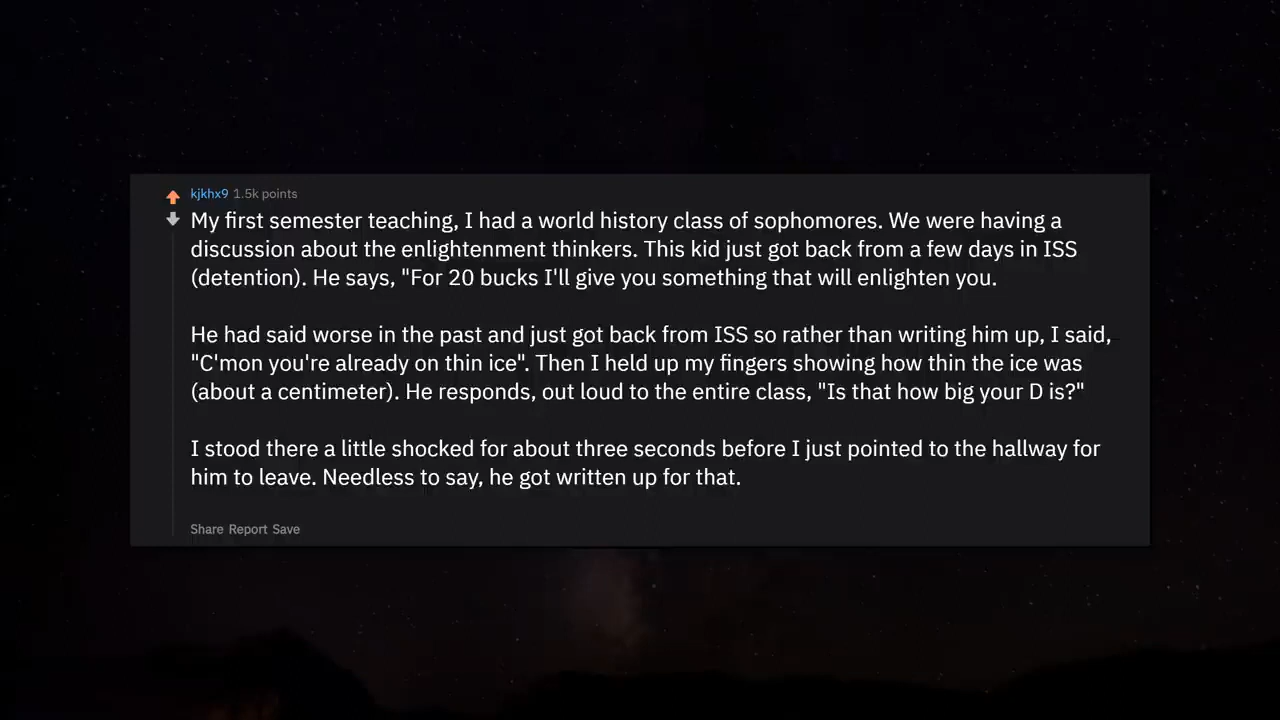 kjkhx9 1.5k points
My first semester teaching, I had a world history class of sophomores. We were having a
discussion about the enlightenment thinkers. This kid just got back from a few days in ISS
(detention). He says, "For 20 bucks I'll give you something that will enlighten you.
He had said worse in the past and just got back from ISS so rather than writing him up, I said,
"C'mon you're already on thin ice". Then I held up my fingers showing how thin the ice was
(about a centimeter). He responds, out loud to the entire class, "Is that how big your D is?"
I stood there a little shocked for about three seconds before I just pointed to the hallway for
him to leave. Needless to say, he got written up for that.
Share Report Save